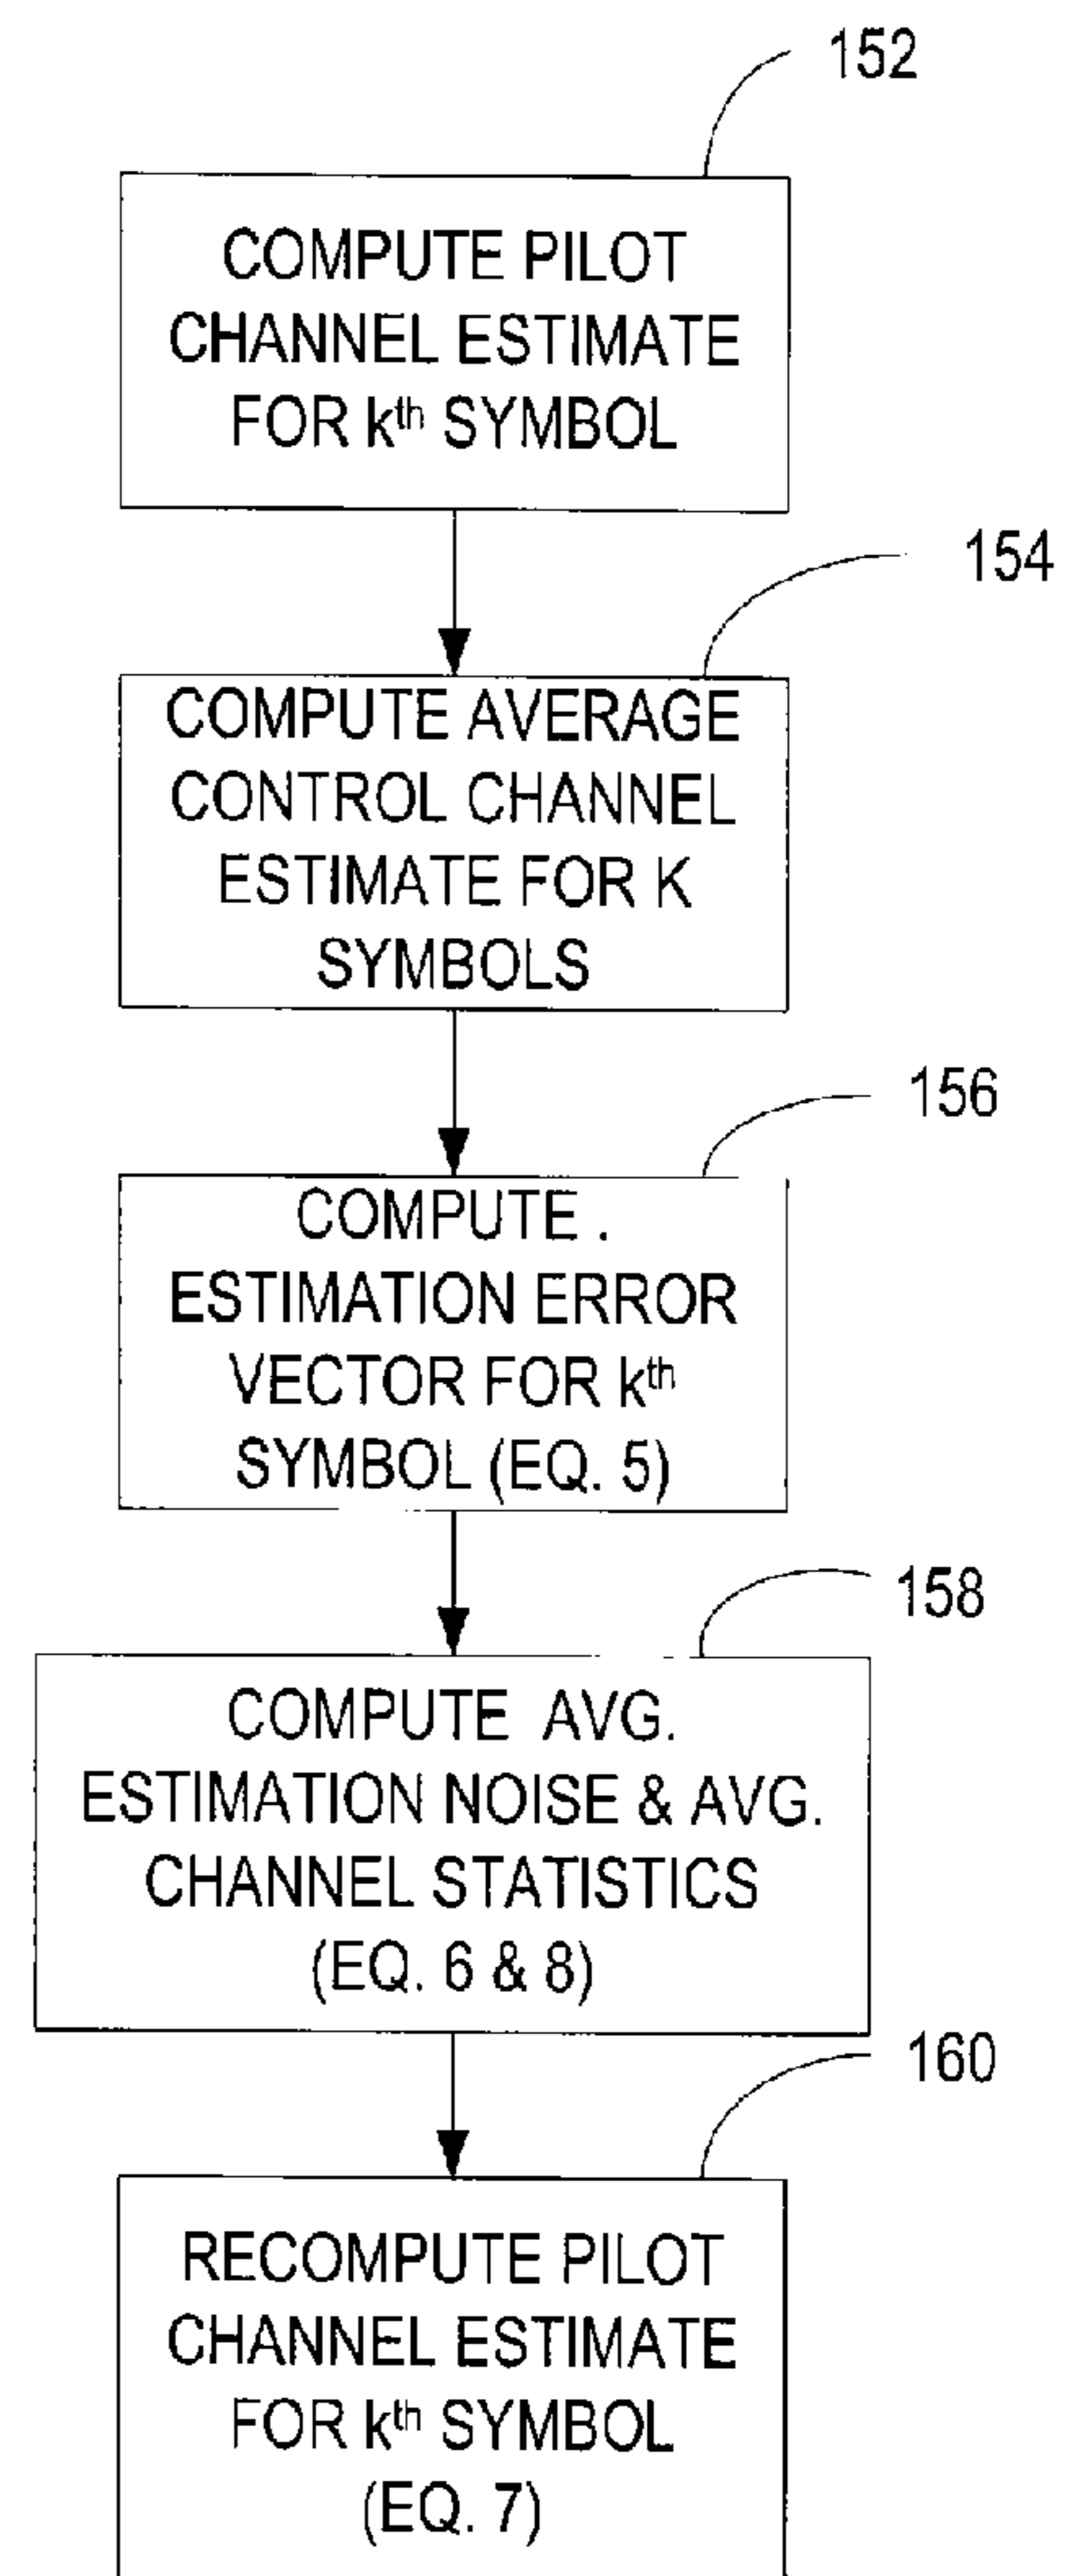 152
COMPUTE PILOT
CHANNEL ESTIMATE
FOR kth SYMBOL
154
COMPUTE AVERAGE
CONTROL CHANNEL
ESTIMATE FOR K
SYMBOLS
156
COMPUTE .
ESTIMATION ERROR
VECTOR FOR kth
SYMBOL (EQ. 5)
158
COMPUTE AVG.
ESTIMATION NOISE & AVG.
CHANNEL STATISTICS
(EQ. 6 & 8)
160
RECOMPUTE PILOT
CHANNEL ESTIMATE
FOR kth SYMBOL
(EQ. 7)